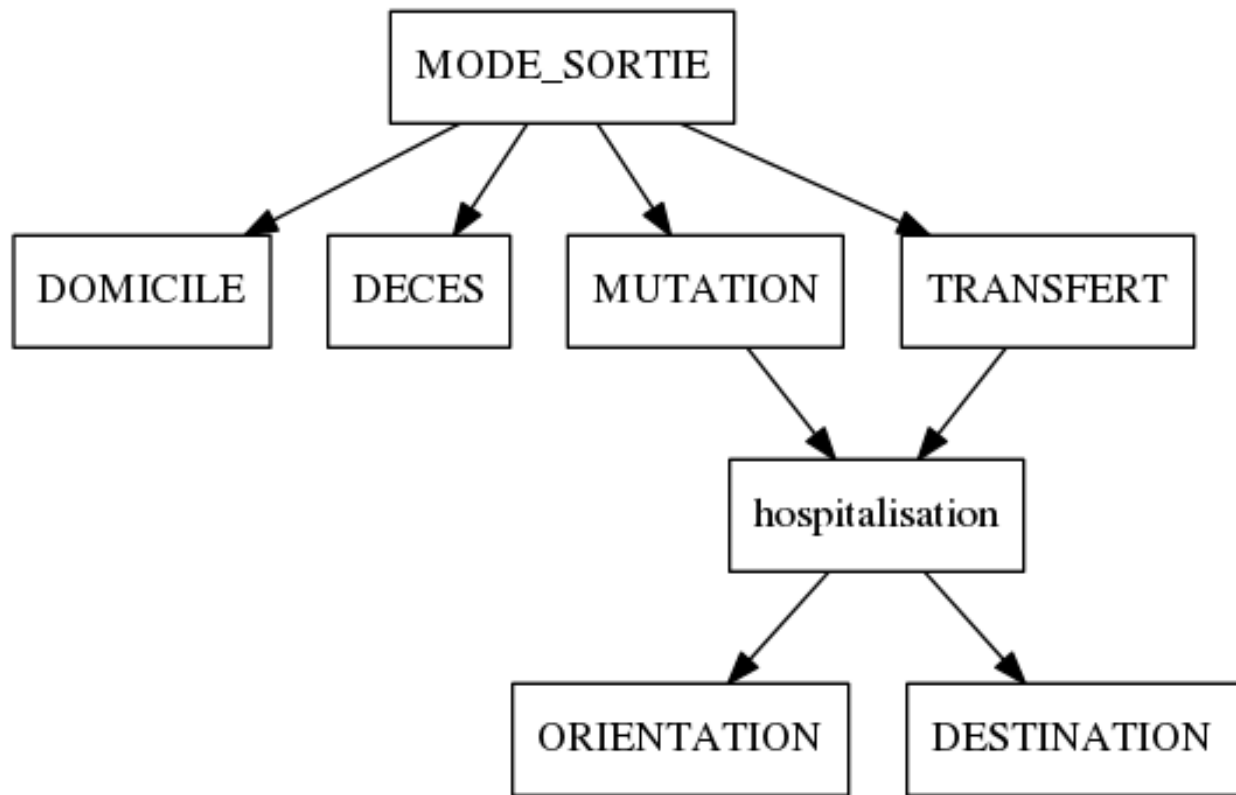 MODE_SORTIE
DOMICILE
DECES
MUTATION
TRANSFERT
hospitalisation
ORIENTATION
DESTINATION